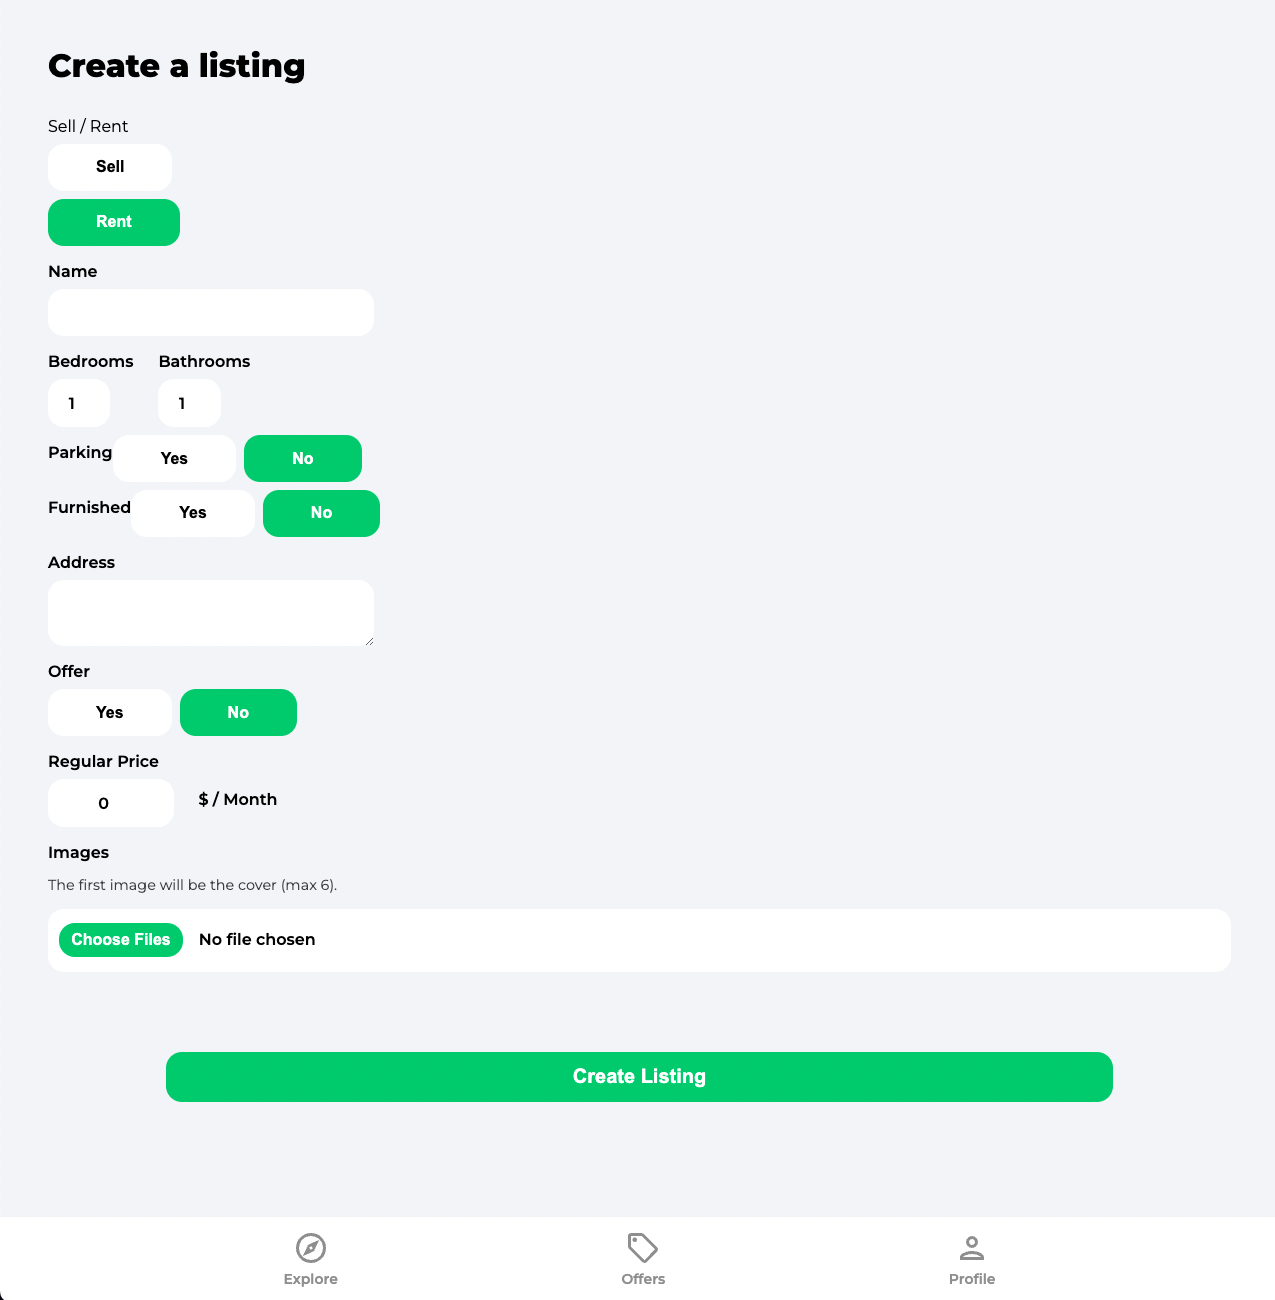 Create a listing
Sell / Rent
Sell
Rent
Name
Bedrooms Bathrooms
1 1
Parking Yes No
Furnished Yes No
Address
Offer
Yes No
Regular Price
0 $ / Month
Images
The first image will be the cover (max 6).
Choose Files No file chosen
Create Listing
Explore Offers Profile